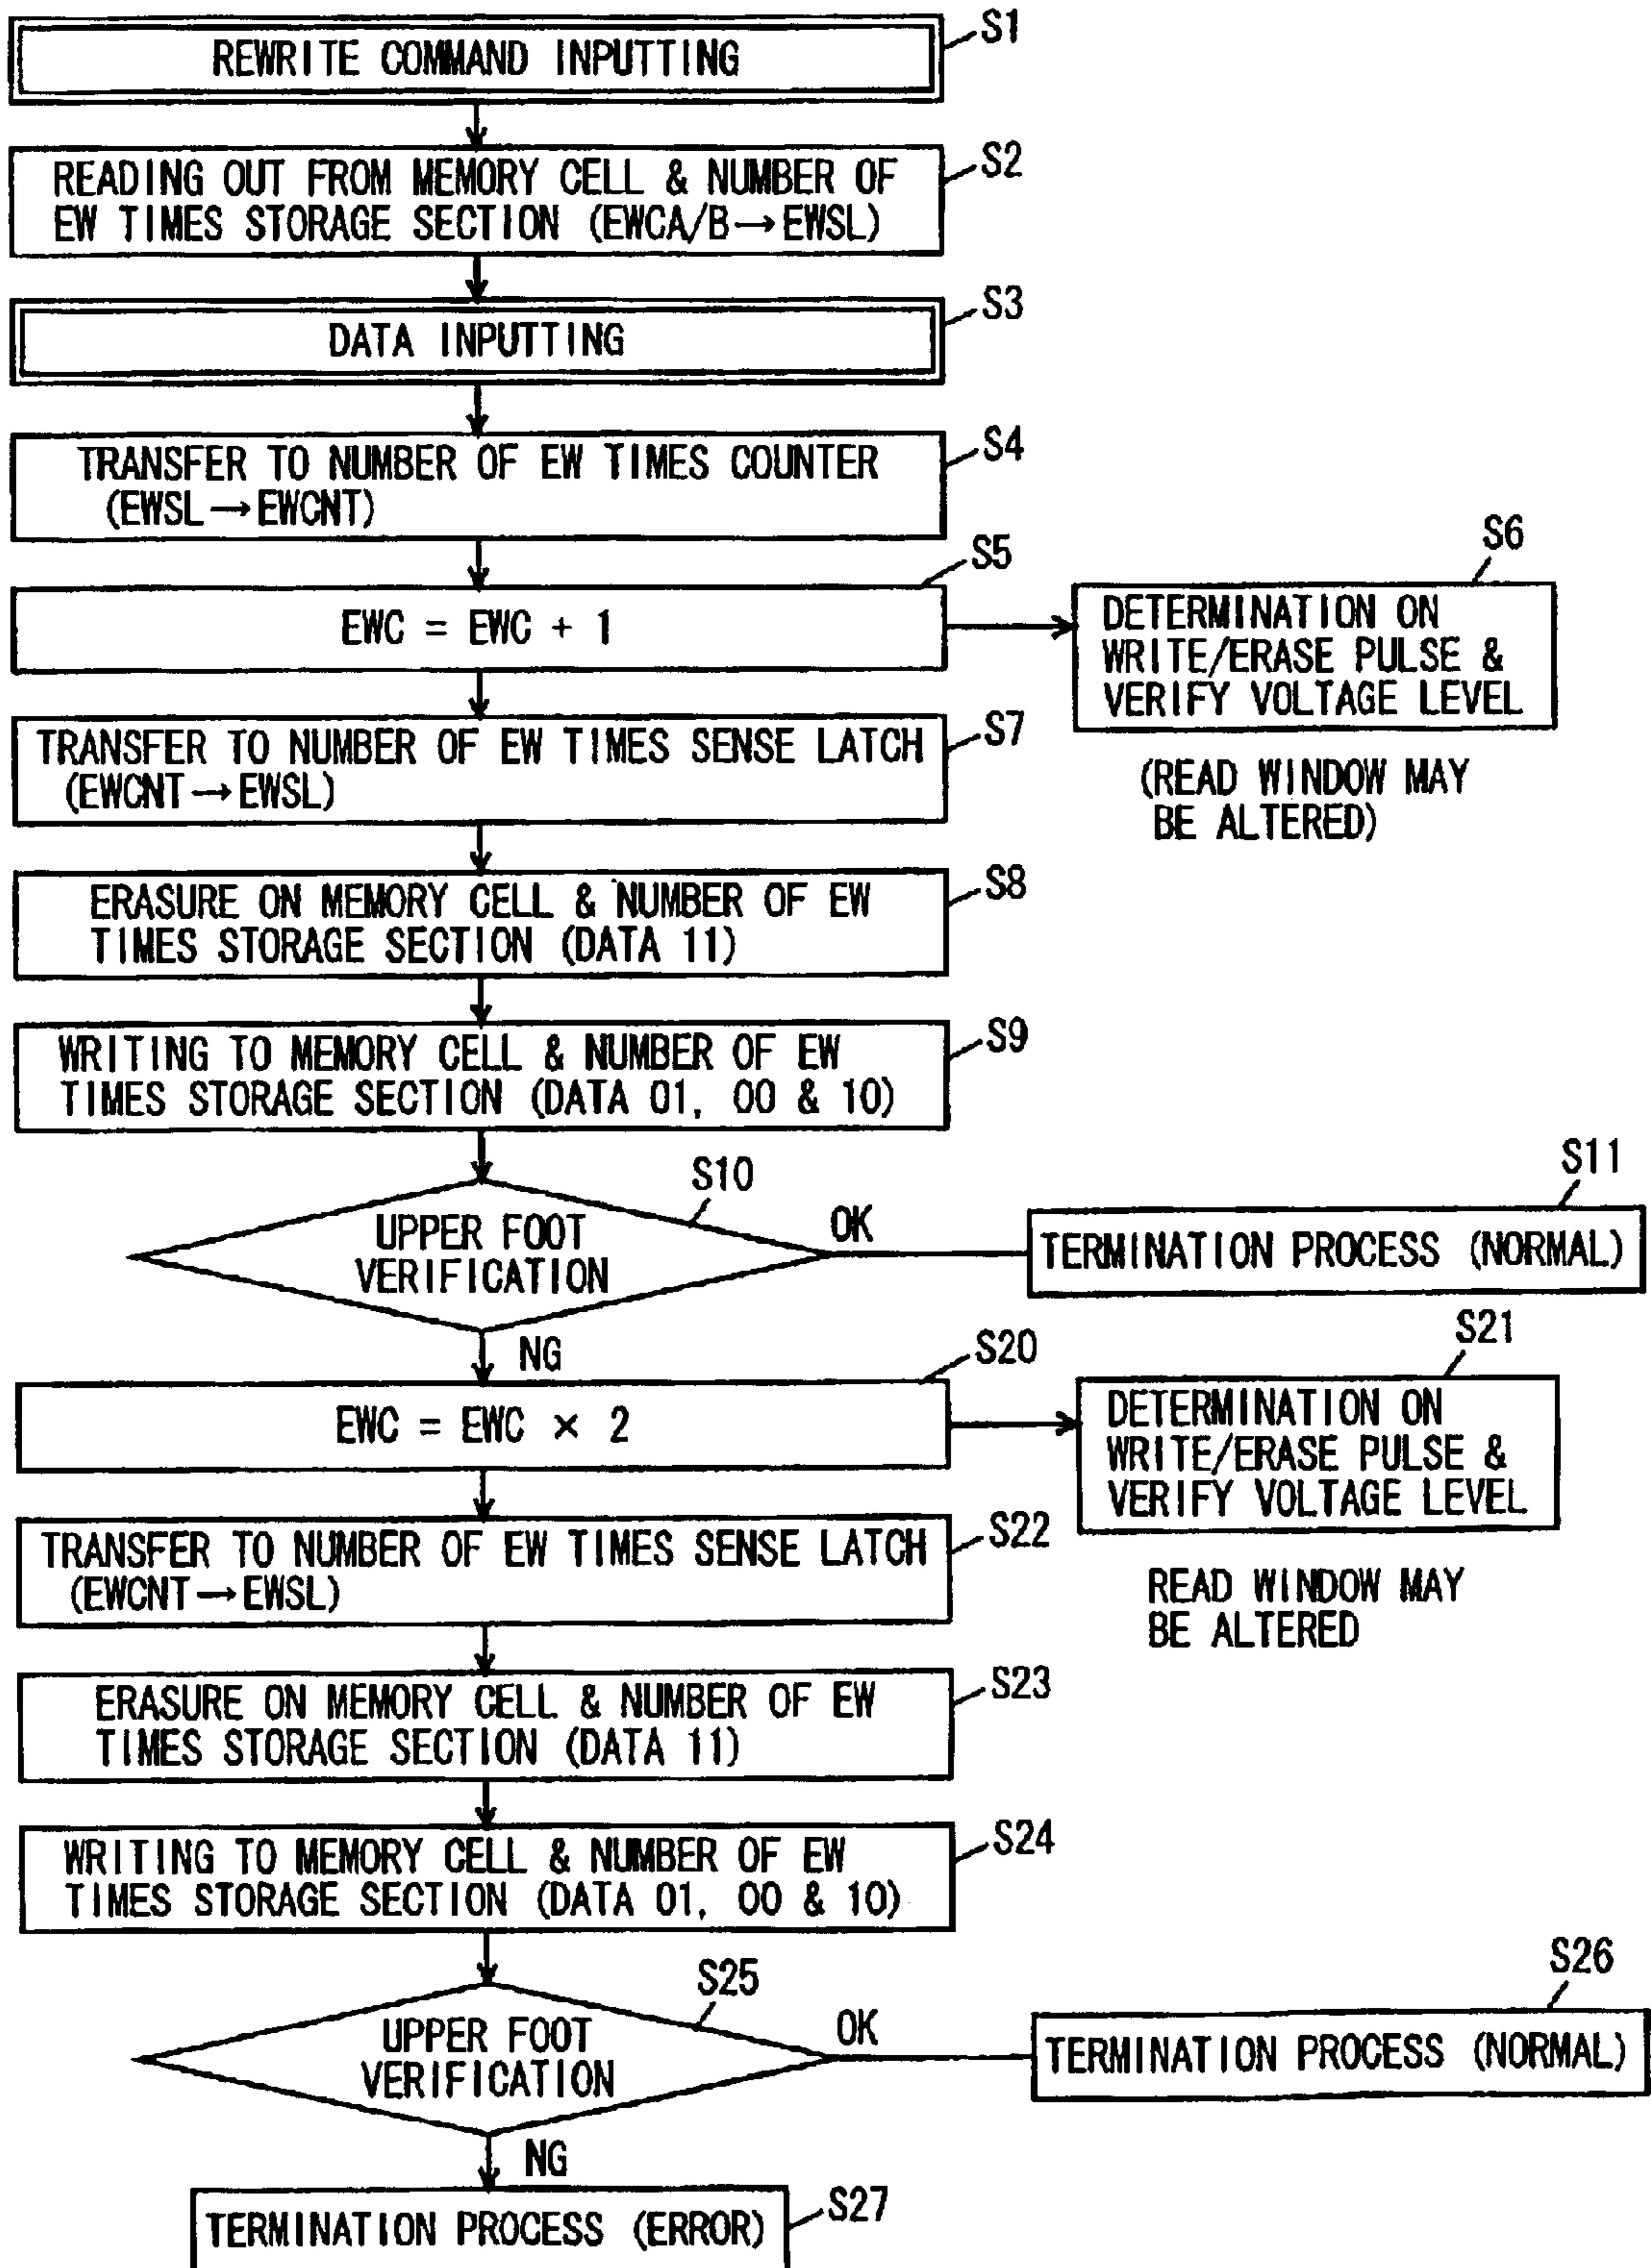 S1
REWRITE COMMAND INPUTTING
S2
READING OUT FROM MEMORY CELL & NUMBER OF
EW TIMES STORAGE SECTION (EWCA/B→EWSL)
S3
DATA INPUTTING
S4
TRANSFER TO NUMBER OF EW TIMES COUNTER
(EWSL→EWCNT)
S5
EWC = EWC + 1
S6
DETERMINATION ON
WRITE/ERASE PULSE &
VERIFY VOLTAGE LEVEL
(READ WINDOW MAY
BE ALTERED)
S7
TRANSFER TO NUMBER OF EW TIMES SENSE LATCH
(EWCNT→EWSL)
S8
ERASURE ON MEMORY CELL & NUMBER OF EW
TIMES STORAGE SECTION (DATA 11)
S9
WRITING TO MEMORY CELL & NUMBER OF EW
TIMES STORAGE SECTION (DATA 01, 00 & 10)
S10
UPPER FOOT
VERIFICATION
OK
S11
TERMINATION PROCESS (NORMAL)
NG
S20
EWC = EWC × 2
S21
DETERMINATION ON
WRITE/ERASE PULSE &
VERIFY VOLTAGE LEVEL
READ WINDOW MAY
BE ALTERED
S22
TRANSFER TO NUMBER OF EW TIMES SENSE LATCH
(EWCNT→EWSL)
S23
ERASURE ON MEMORY CELL & NUMBER OF EW
TIMES STORAGE SECTION (DATA 11)
S24
WRITING TO MEMORY CELL & NUMBER OF EW
TIMES STORAGE SECTION (DATA 01, 00 & 10)
S25
UPPER FOOT
VERIFICATION
OK
S26
TERMINATION PROCESS (NORMAL)
NG
S27
TERMINATION PROCESS (ERROR)